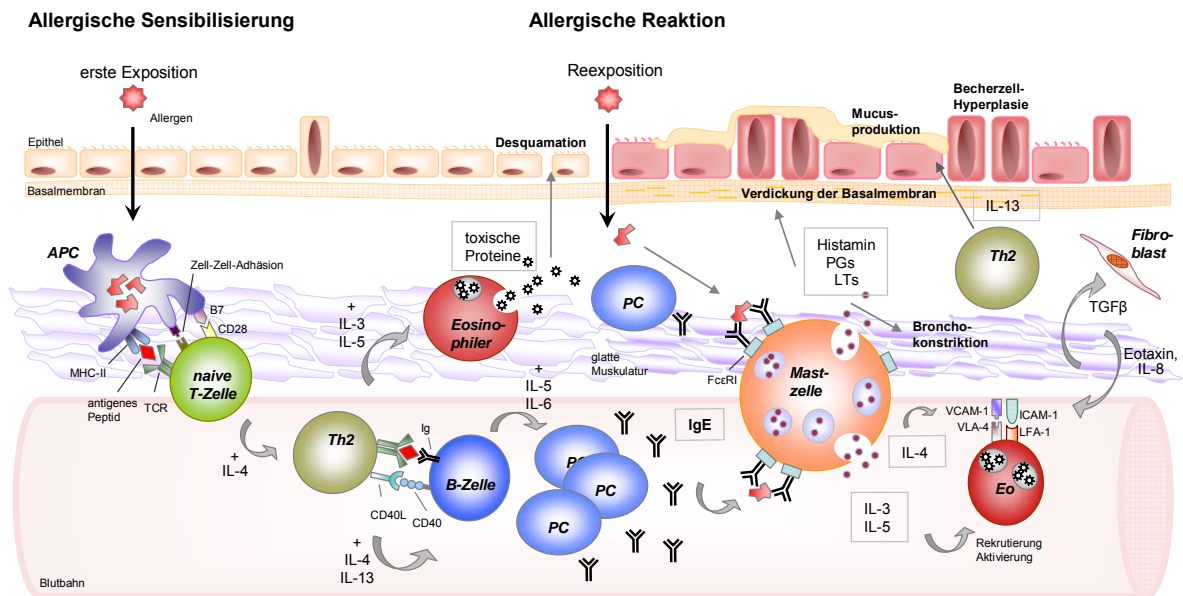 Allergische Sensibilisierung
Allergische Reaktion
erste Exposition
Allergen
Reexposition
Becherzell-
Hyperplasie
Mucus-
produktion
Epithel
Desquamation
Basalmembran
Verdickung der Basalmembran
IL-13
APC
Zell-Zell-Adhäsion
toxische
Proteine
Histamin
PGs
LTs
Th2
Fibro-
blast
B7
CD28
+
IL-3
IL-5
Eosino-
philer
PC
TGFβ
MHC-II
naive
T-Zelle
antigenes
Peptid
TCR
glatte
Muskulatur
FcεRI
Mast-
zelle
Broncho-
konstriktion
Eotaxin,
IL-8
+
IL-5
IL-6
+
IL-4
Th2
Ig
B-Zelle
CD40L
CD40
PC
PC
PC
IgE
IL-4
VCAM-1
ICAM-1
VLA-4
LFA-1
Eo
IL-3
IL-5
Rekrutierung
Aktivierung
+
IL-4
IL-13
Blutbahn